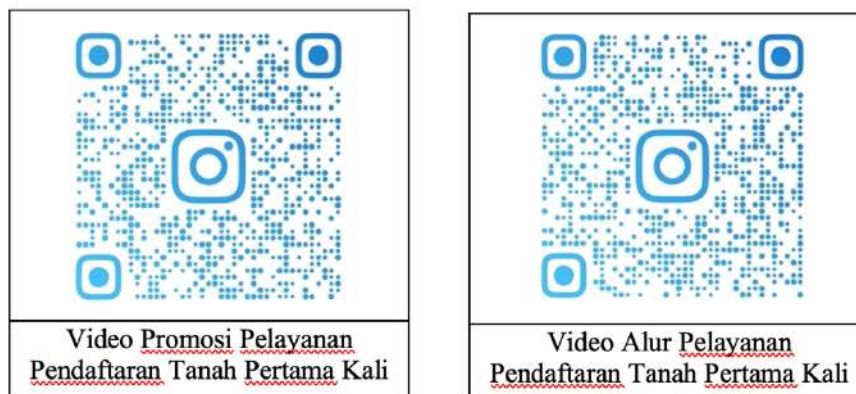 Video Promosi Pelayanan
Pendaftaran Tanah Pertama Kali
Video Alur Pelayanan
Pendaftaran Tanah Pertama Kali